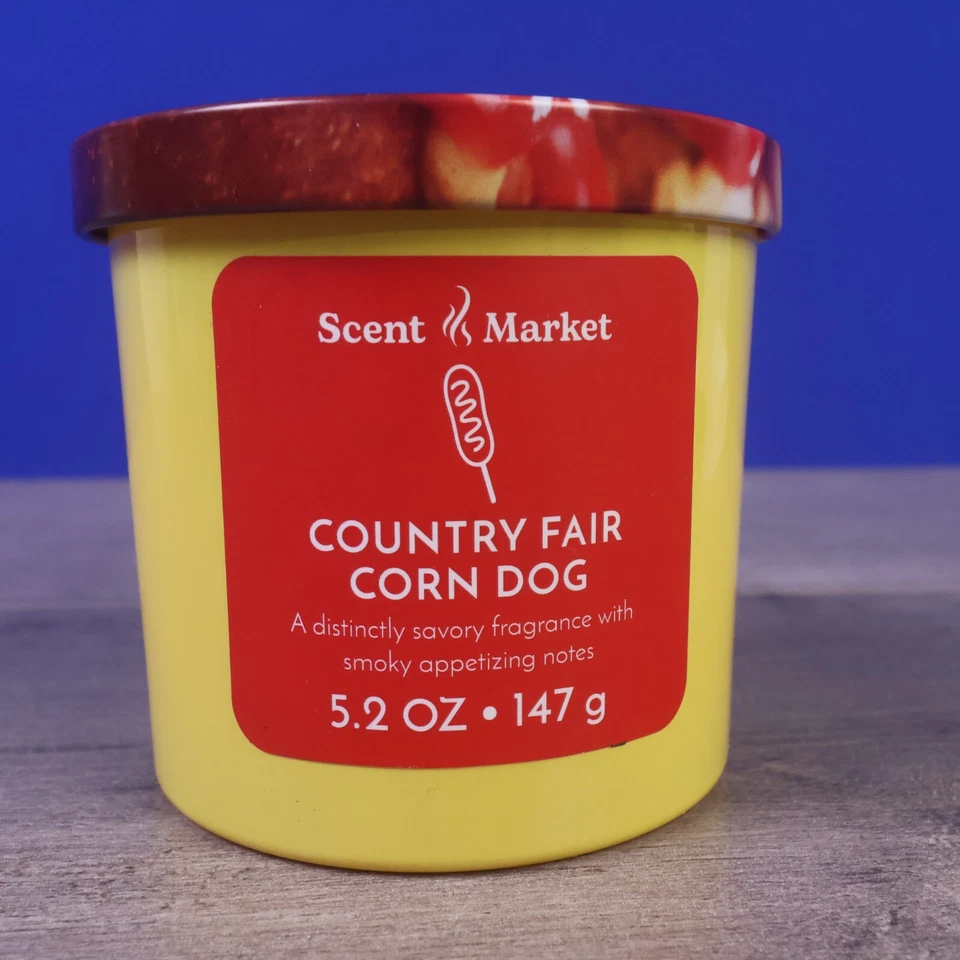 Scent Market
COUNTRY FAIR
CORN DOG
A distinctly savory fragrance with
smoky appetizing notes
5.2 OZ • 147 g